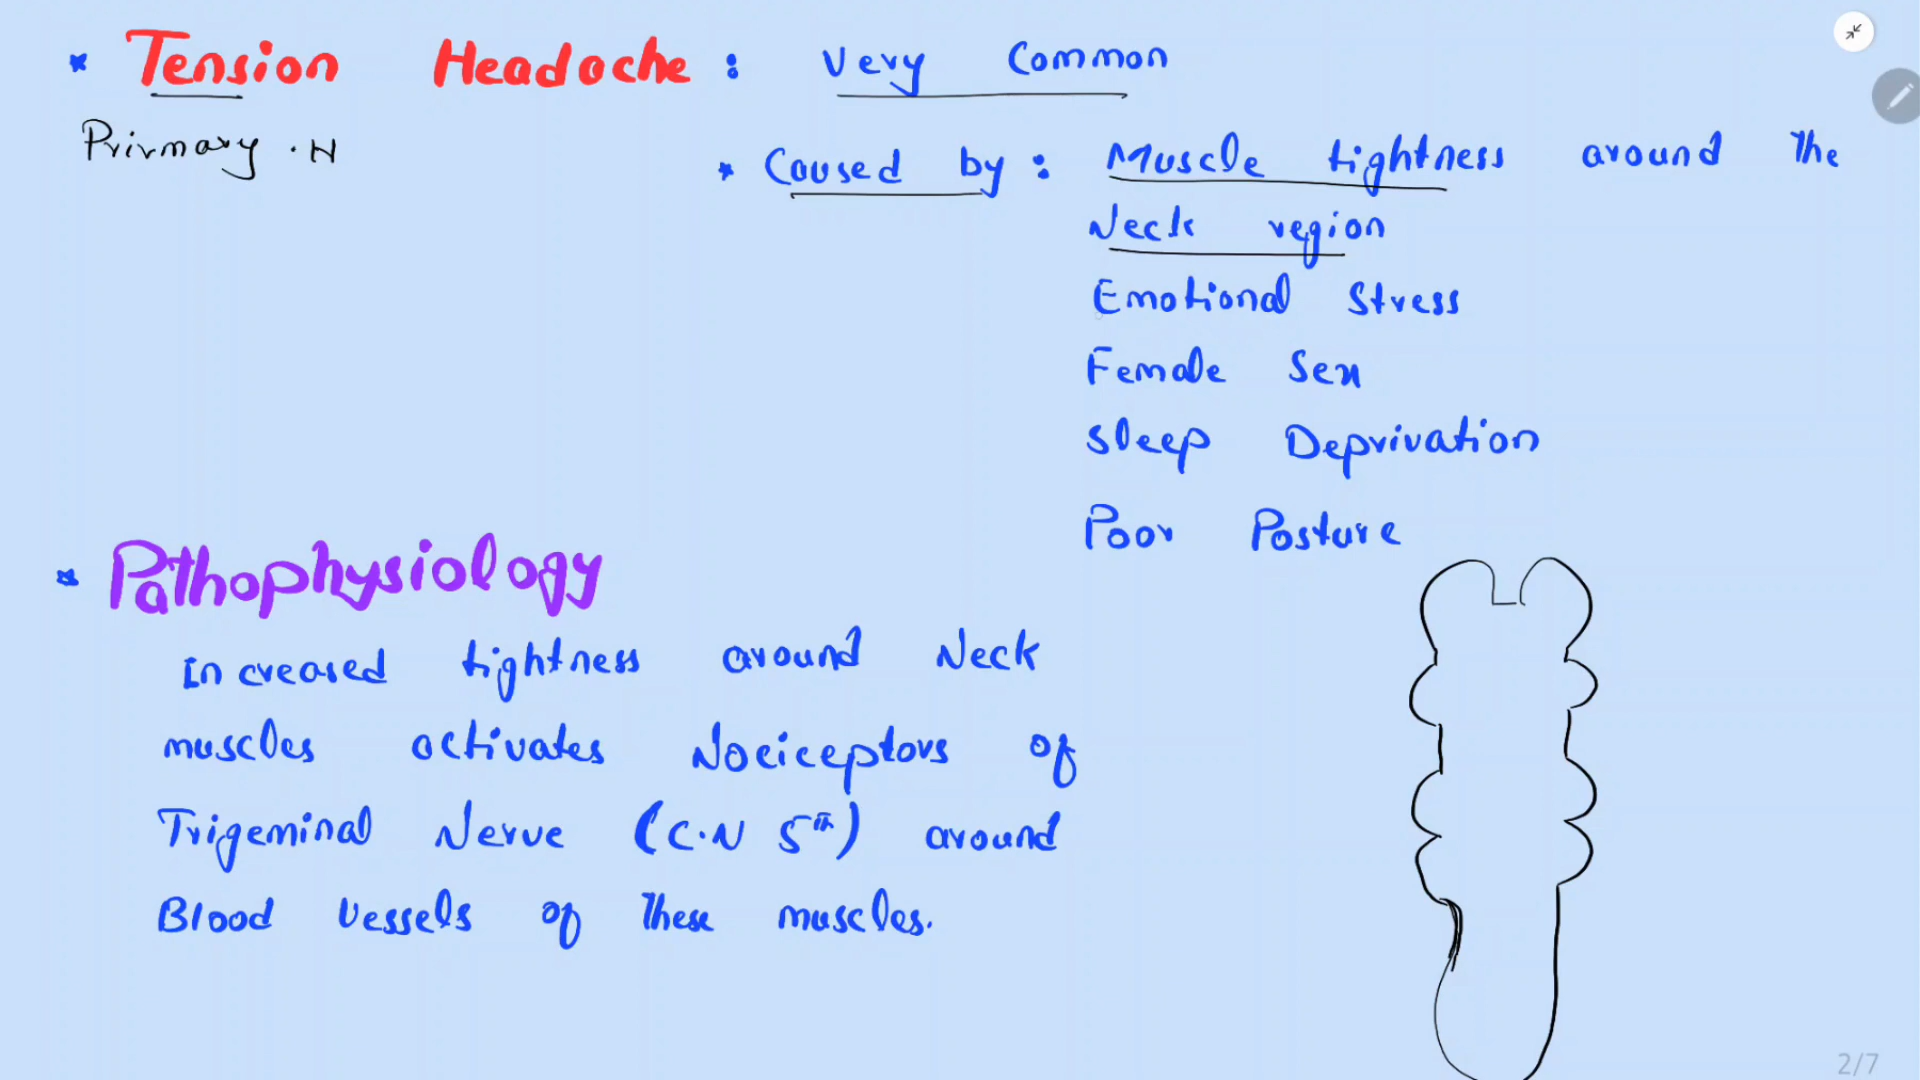 * Tension Headache : Very Common
Primary . H
* Caused by : Muscle tightness around the
Neck region
Emotional Stress
Female Sex
Sleep Deprivation
Poor Posture
* Pathophysiology
Increased tightness around Neck
muscles activates Nociceptors of
Trigeminal Nerve (C.N 5th) around
Blood Vessels of These muscles.
2/7